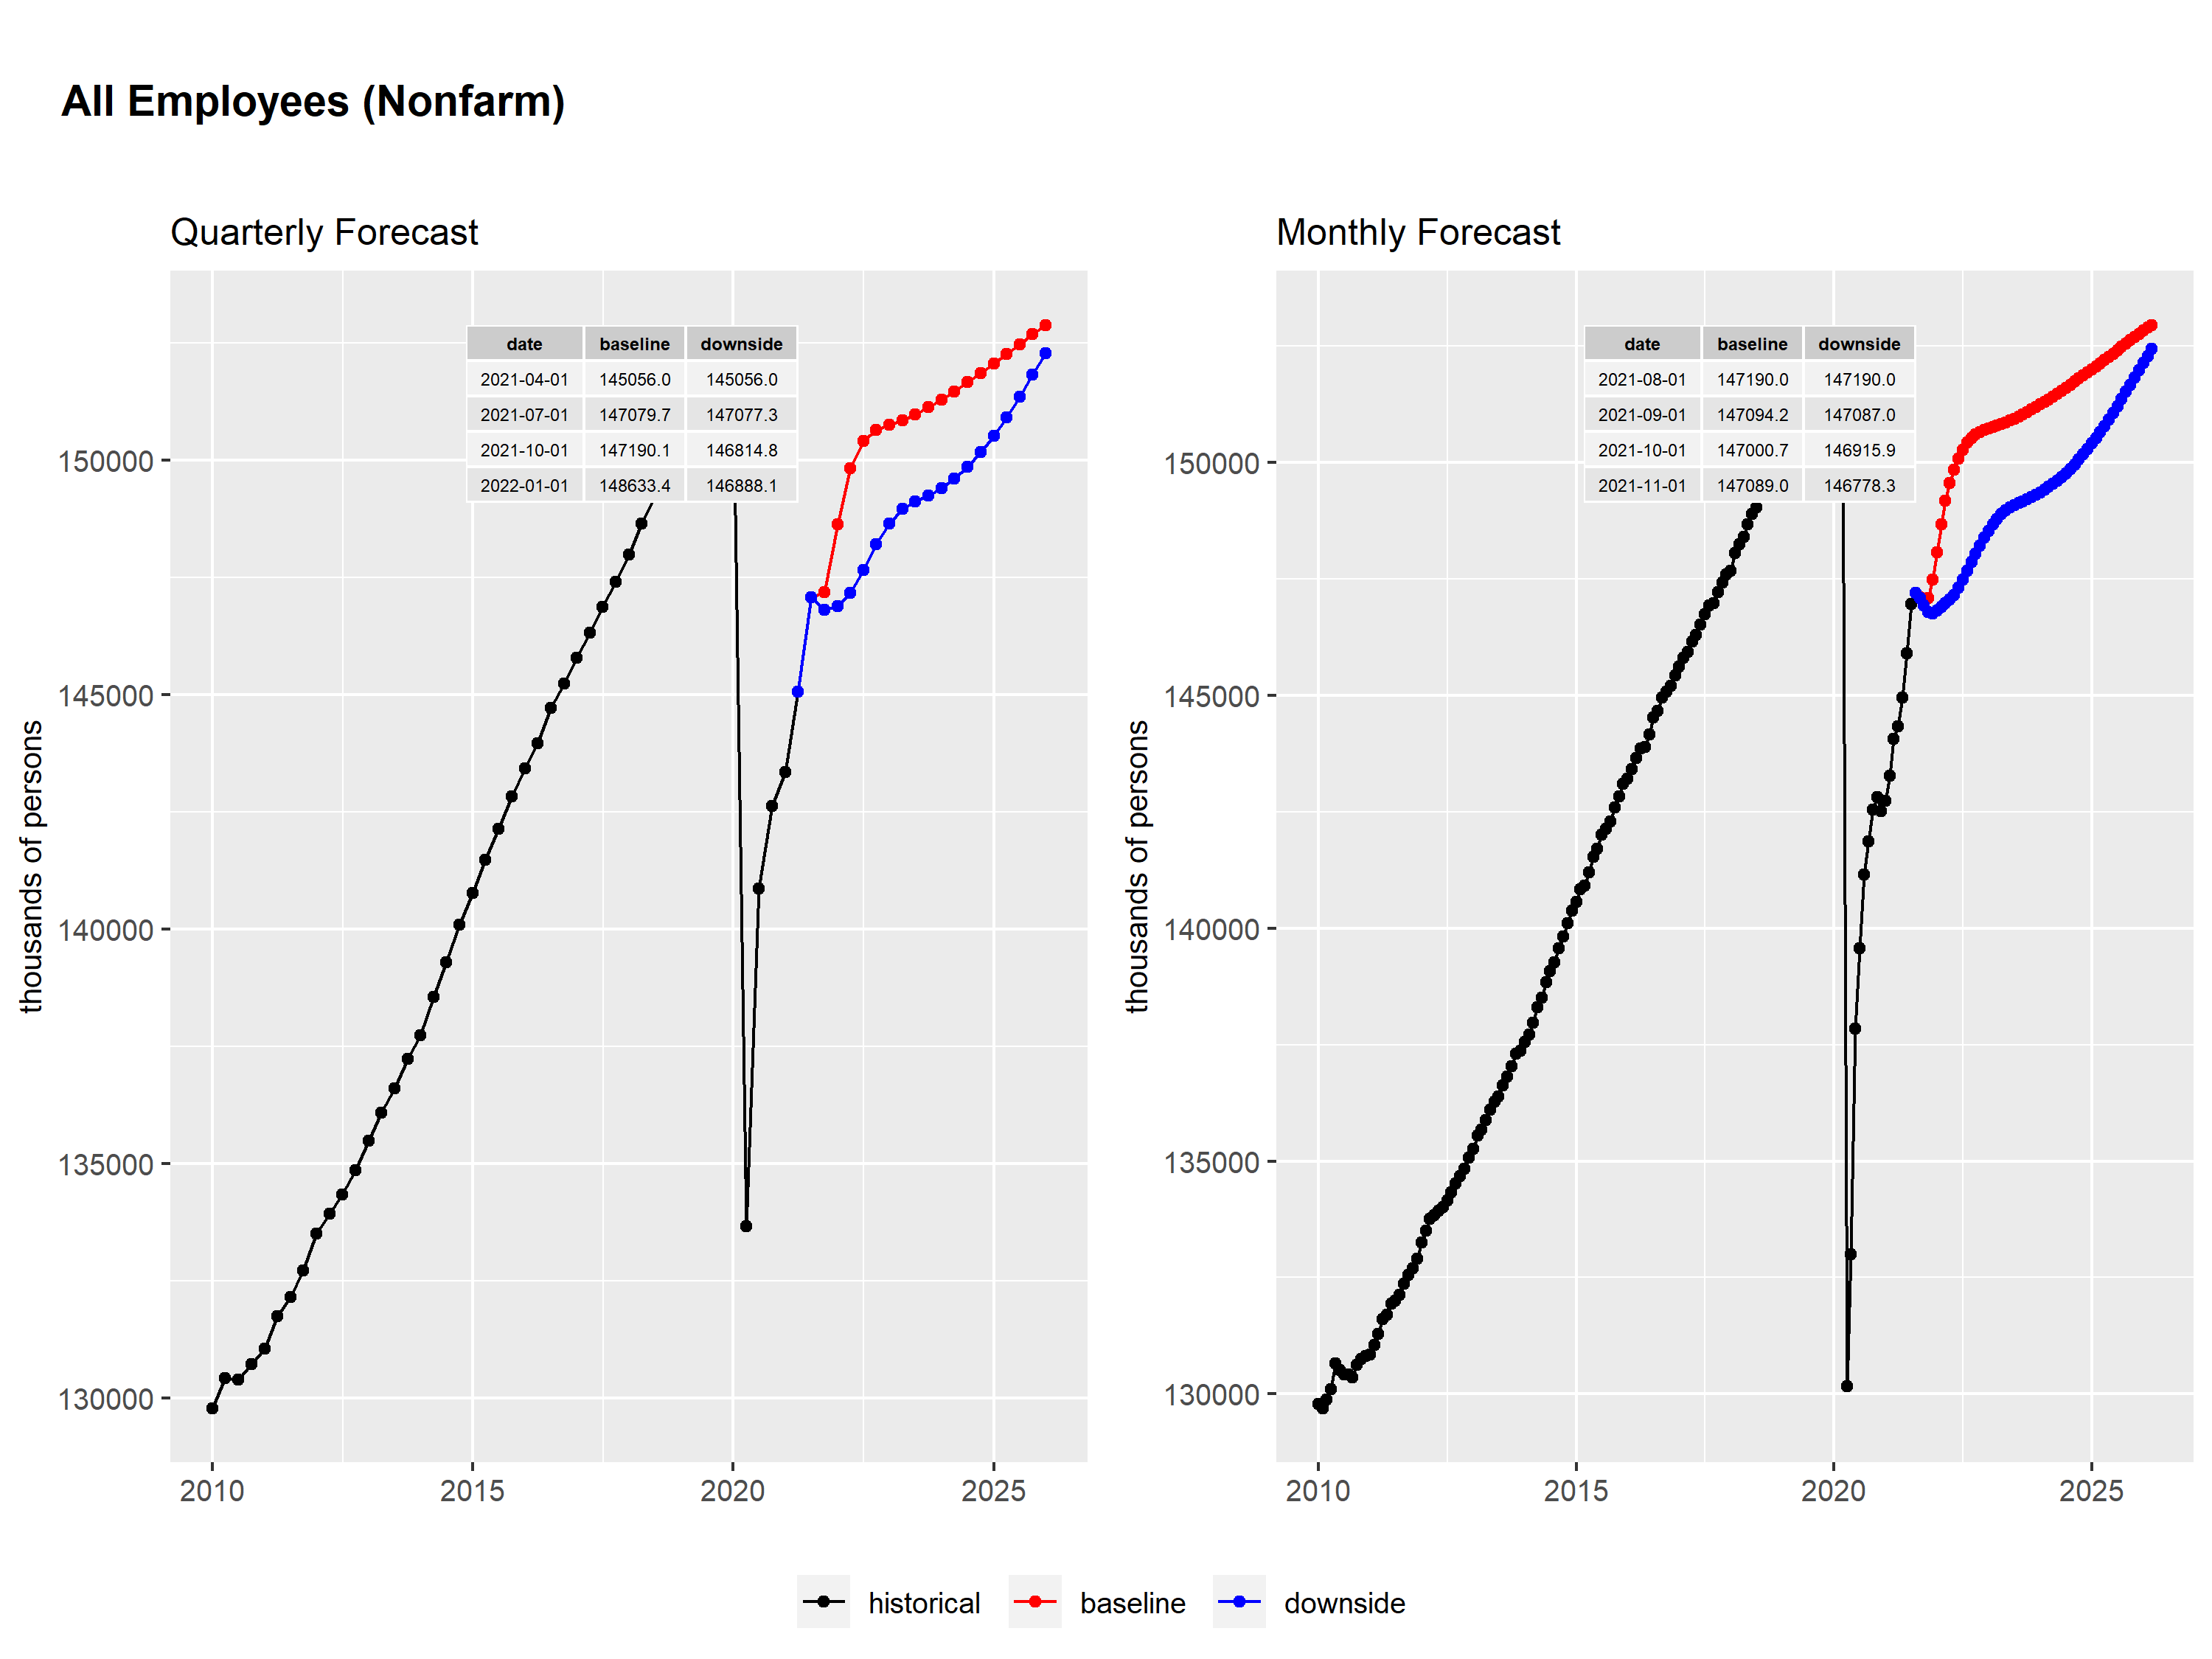 All Employees (Nonfarm)
Quarterly Forecast
thousands of persons
150000
145000
140000
135000
130000
2010 2015 2020 2025
date baseline downside
2021-04-01 145056.0 145056.0
2021-07-01 147079.7 147077.3
2021-10-01 147190.1 146814.8
2022-01-01 148633.4 146888.1
Monthly Forecast
thousands of persons
150000
145000
140000
135000
130000
2010 2015 2020 2025
date baseline downside
2021-08-01 147190.0 147190.0
2021-09-01 147094.2 147087.0
2021-10-01 147000.7 146915.9
2021-11-01 147089.0 146778.3
historical baseline downside